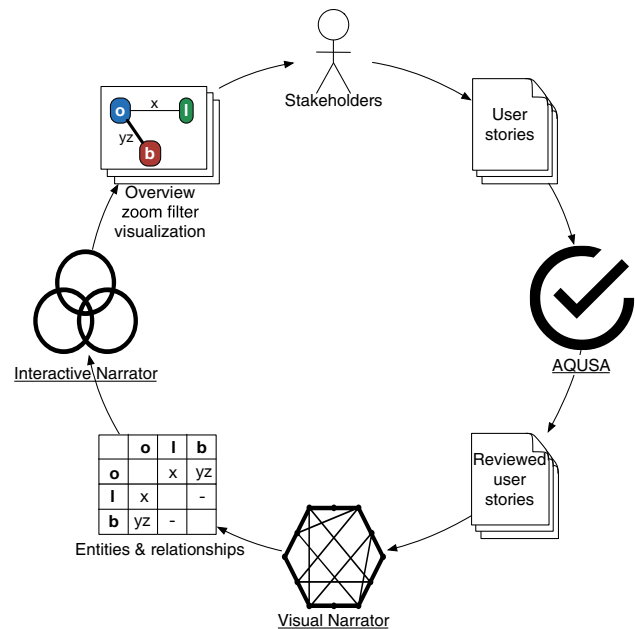 Stakeholders
User
stories
AQUSA
Reviewed
user
stories
Visual Narrator
o l b
o x yz
l x -
b yz -
Entities & relationships
Interactive Narrator
o x l
yz
b
Overview
zoom filter
visualization